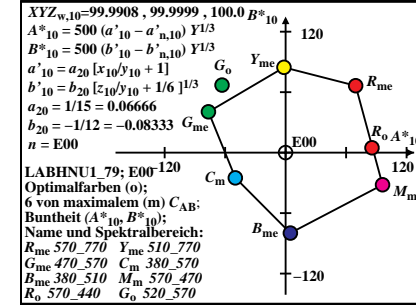 XYZw,10=99.9908 , 99.9999 , 100.0
A*10 = 500 (a'10 – a'n,10) Y1/3
B*10 = 500 (b'10 – b'n,10) Y1/3
a'10 = a20 [x10/y10 + 1]
b'10 = b20 [z10/y10 + 1/6 ]1/3
a20 = 1/15 = 0.06666
b20 = –1/12 = –0.08333
n = E00
B*10
120
Yme
Go
Rme
Gme
Ro
A*10
E00
–120
120
Cm
Mm
Bme
–120
LABHNU1_79; E00
Optimalfarben (o);
6 von maximalem (m) CAB;
Buntheit (A*10, B*10);
Name und Spektralbereich:
Rme 570_770 Yme 510_770
Gme 470_570 Cm 380_570
Bme 380_510 Mm 570_470
Ro 570_440 Go 520_570